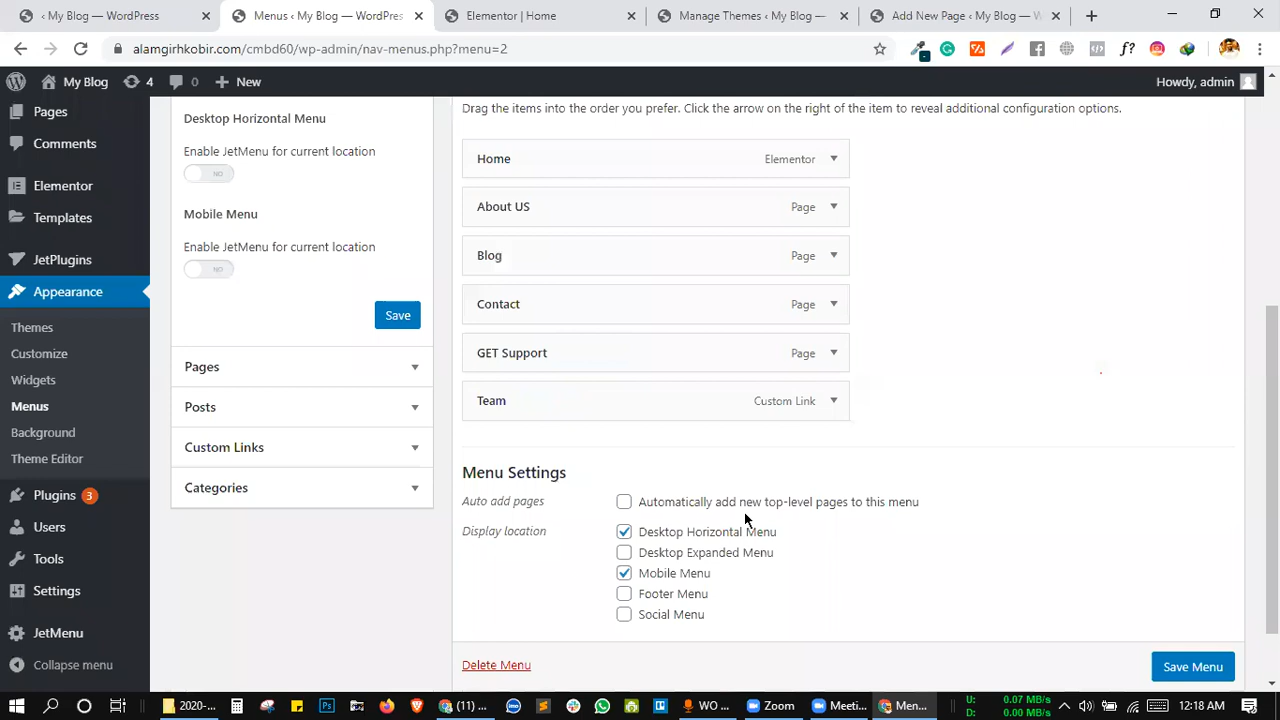 ‹ My Blog — WordPress
Menus ‹ My Blog — WordPres
Elementor | Home
Manage Themes ‹ My Blog —
Add New Page ‹ My Blog — W
alamgirhkobir.com/cmbd60/wp-admin/nav-menus.php?menu=2
My Blog
4
0
New
Howdy, admin
Pages
Comments
Elementor
Templates
JetPlugins
Appearance
Themes
Customize
Widgets
Menus
Background
Theme Editor
Plugins 3
Users
Tools
Settings
JetMenu
Collapse menu
Desktop Horizontal Menu
Enable JetMenu for current location
NO
Mobile Menu
Enable JetMenu for current location
NO
Save
Pages
Posts
Custom Links
Categories
Drag the items into the order you prefer. Click the arrow on the right of the item to reveal additional configuration options.
Home Elementor
About US Page
Blog Page
Contact Page
GET Support Page
Team Custom Link
Menu Settings
Auto add pages
Automatically add new top-level pages to this menu
Display location
Desktop Horizontal Menu
Desktop Expanded Menu
Mobile Menu
Footer Menu
Social Menu
Delete Menu
Save Menu
2020-
(11)
WO ...
Zoom
Meeti...
Men...
U: 0.07 MB/s
D: 0.00 MB/s
12:18 AM